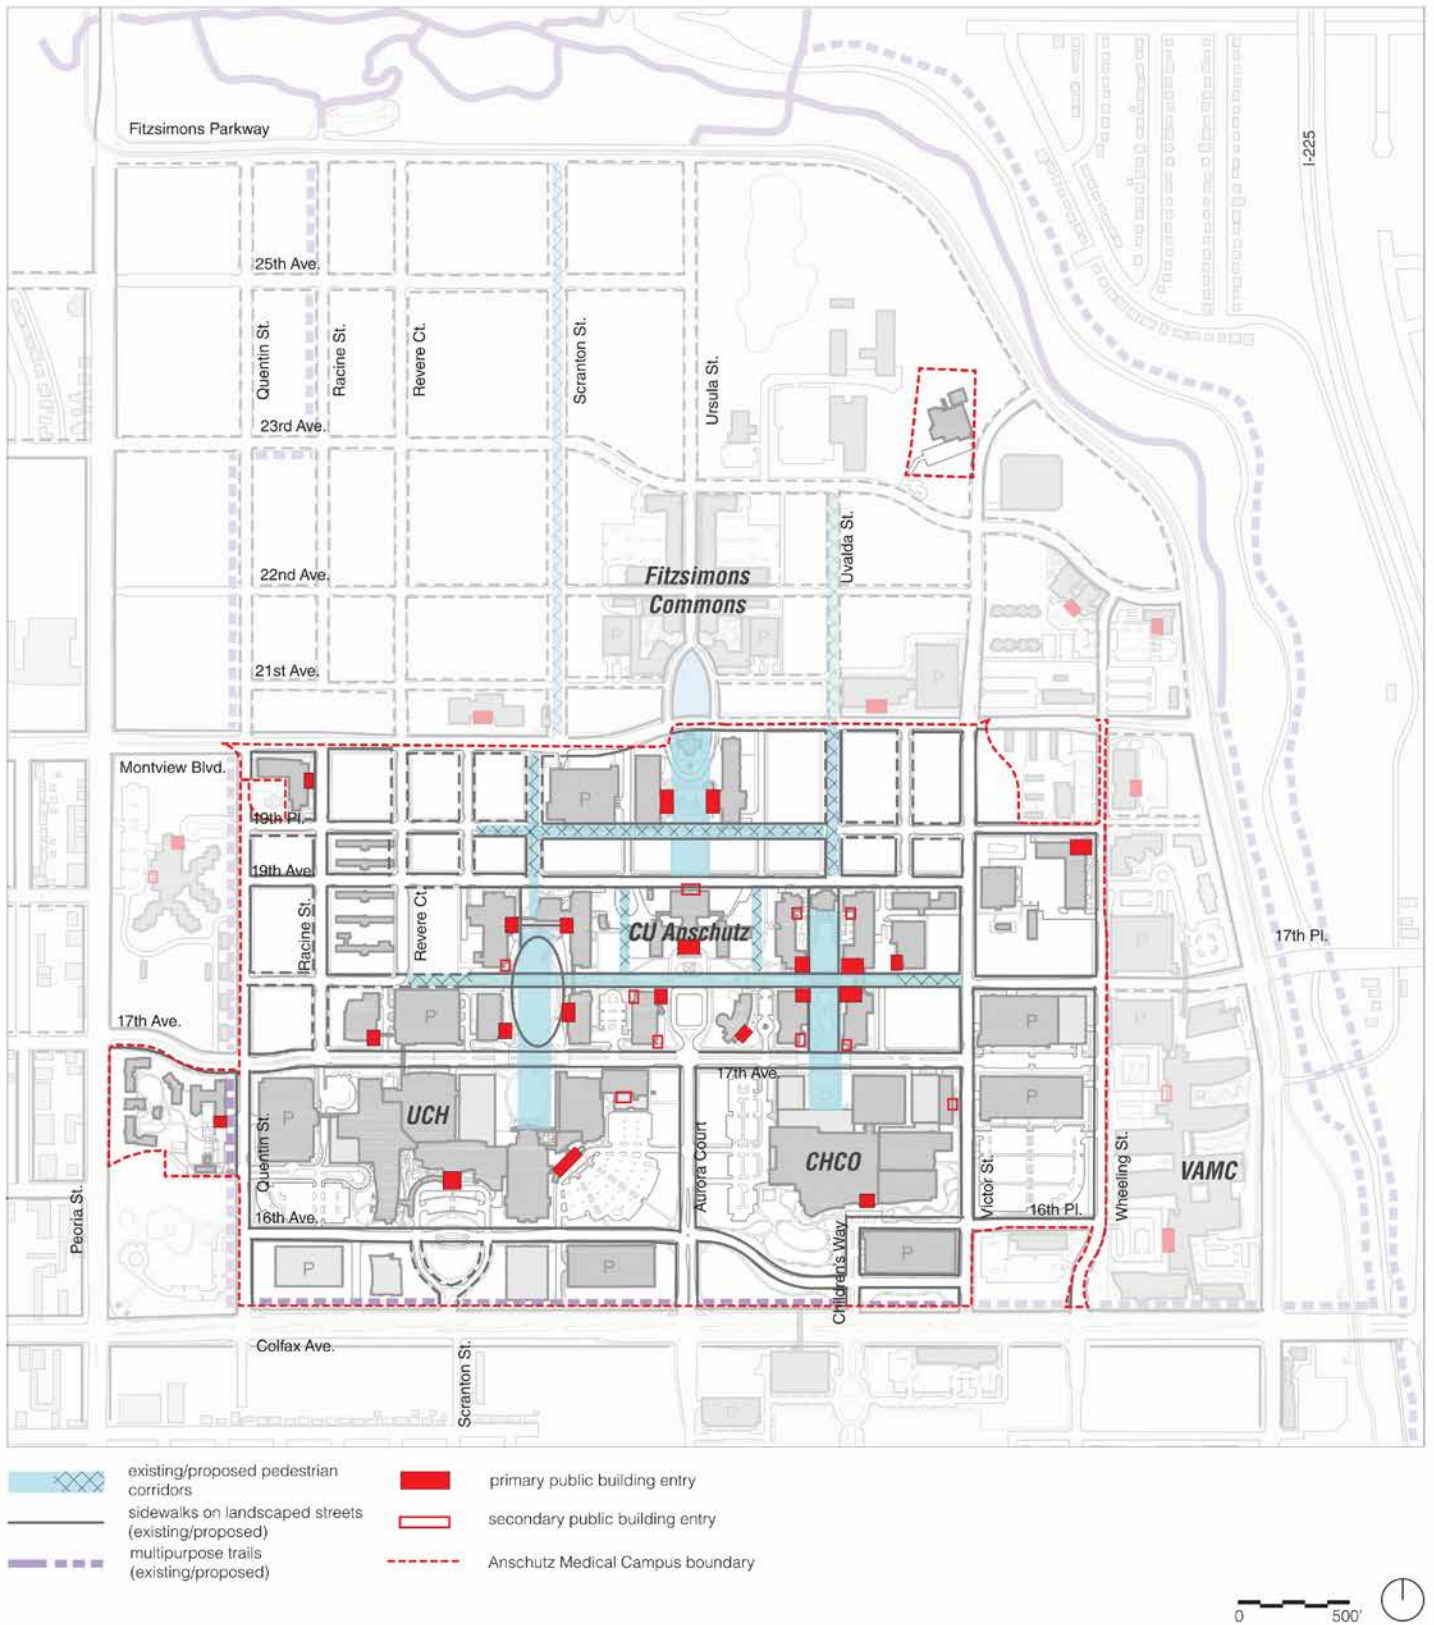 Fitzsimons Parkway
I-225
25th Ave.
Quentin St.
Racine St.
Revere Ct.
Scranton St.
Ursula St.
23rd Ave.
Uvalda St.
22nd Ave.
Fitzsimons
Commons
P
P
21st Ave.
P
Montview Blvd.
P
19th Pl.
19th Ave.
Racine St.
Revere Ct.
CU Anschutz
17th Pl.
17th Ave.
P
P
P
17th Ave.
P
UCH
P
Quentin St.
Aurora Court
CHCO
Victor St.
Wheeling St.
VAMC
Peoria St.
16th Ave.
16th Pl.
Children's Way
P
P
P
Colfax Ave.
Scranton St.
P
P
P
existing/proposed pedestrian
corridors
sidewalks on landscaped streets
(existing/proposed)
multipurpose trails
(existing/proposed)
primary public building entry
secondary public building entry
Anschutz Medical Campus boundary
0 500'